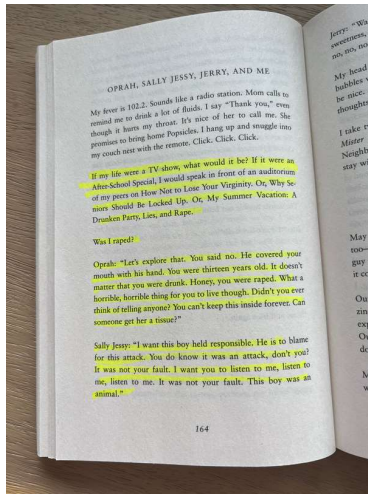 OPRAH, SALLY JESSY, JERRY, AND ME
My fever is 102.2. Sounds like a radio station. Mom calls to
remind me to drink a lot of fluids. I say "Thank you," even
though it hurts my throat. It's nice of her to call me. She
promises to bring home Popsicles. I hang up and snuggle into
my couch nest with the remote. Click. Click. Click.
If my life were a TV show, what would it be? If it were an
After-School Special, I would speak in front of an auditorium
of my peers on How Not to Lose Your Virginity. Or, Why Se-
niors Should Be Locked Up. Or, My Summer Vacation: A
Drunken Party, Lies, and Rape.
Was I raped?
Oprah: "Let's explore that. You said no. He covered your
mouth with his hand. You were thirteen years old. It doesn't
matter that you were drunk. Honey, you were raped. What a
horrible, horrible thing for you to live though. Didn't you ever
think of telling anyone? You can't keep this inside forever. Can
someone get her a tissue?"
Sally Jessy: "I want this boy held responsible. He is to blame
for this attack. You do know it was an attack, don't you?
It was not your fault. I want you to listen to me, listen to
me, listen to me. It was not your fault. This boy was an
animal."
164
Jerry: "Wa
sweetness,
no, no, no
My head
bubbles
be nice.
thoughts
I take t
Mister
Neighb
stay wi
May
too—
guy
it co
Ou
zin
exp
Ou
do
M
w